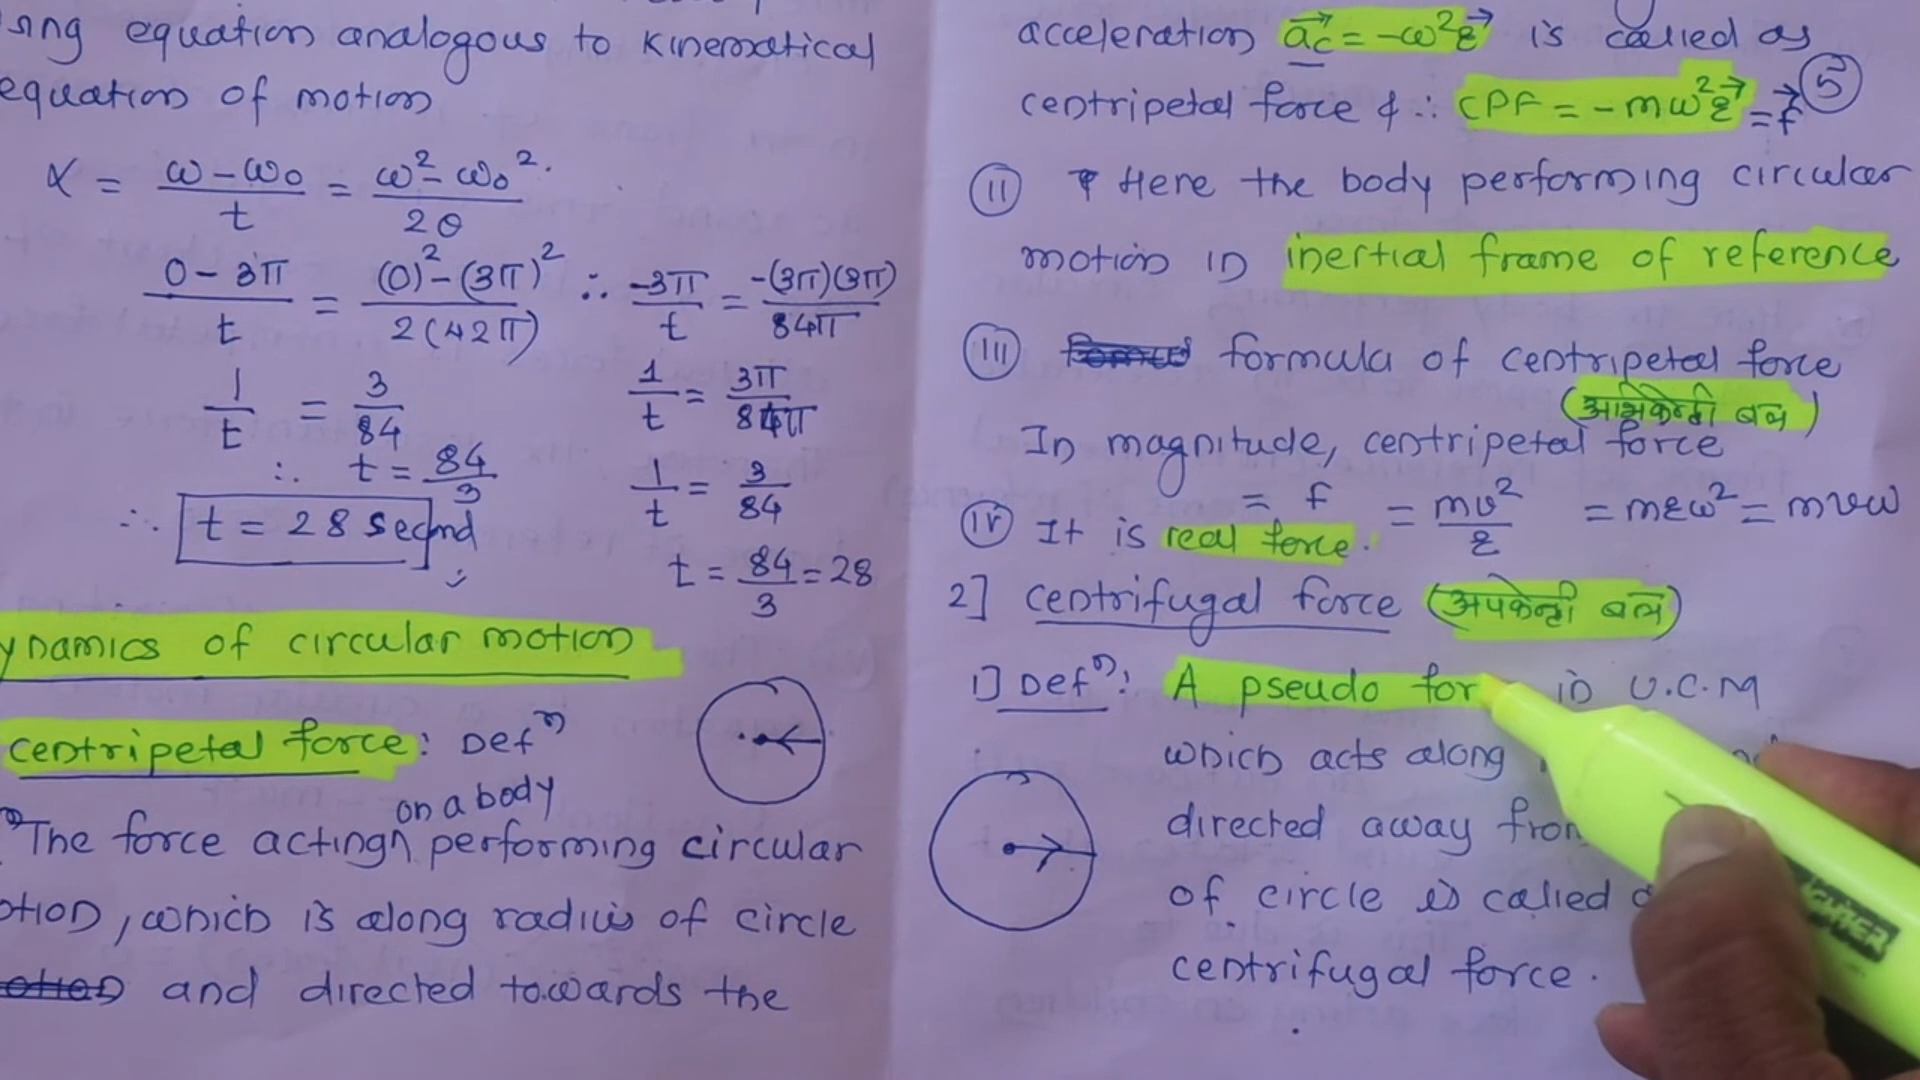 sing equation analogous to kinematical
equation of motion
α = ω-ω₀/t = ω²-ω₀²/2θ
0-3π/t = (0)²-(3π)²/2(42π) ∴ -3π/t = -(3π)(3π)/84π
1/t = 3/84
1/t = 3π/84π
∴ t = 84/3
1/t = 3/84
∴ t = 28 second
t = 84/3 = 28
ynamics of circular motion
centripetal force: Defⁿ
on a body
The force acting performing circular
otion, which is along radius of circle
and directed towards the
acceleration ac = -ω²r is called as
centripetal force & ∴ CPF = -mω²r = f
5
(II) Here the body performing circular
motion in inertial frame of reference
(III) formula of centripetal force
(अभिकेन्द्री बल)
In magnitude, centripetal force
= f = mv²/r = mrω² = mvω
(IV) It is real force.
2] centrifugal force (अपकेन्द्री बल)
1] Defⁿ: A pseudo for in U.C.M
which acts along
directed away from
of circle is called
centrifugal force.